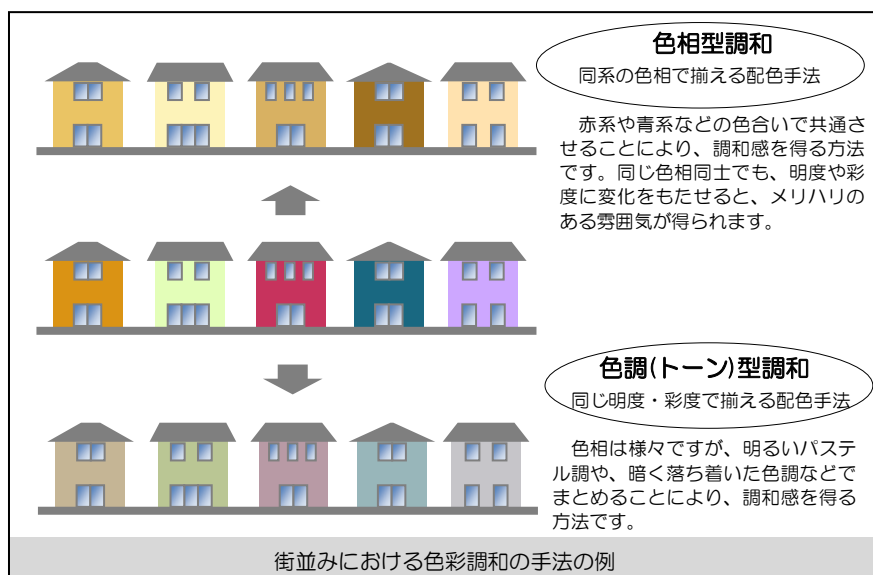 色相型調和
同系の色相で揃える配色手法
赤系や青系などの色合いで共通さ
せることにより、調和感を得る方法
です。同じ色相同士でも、明度や彩
度に変化をもたせると、メリハリの
ある雰囲気が得られます。
色調(トーン)型調和
同じ明度・彩度で揃える配色手法
色相は様々ですが、明るいパステ
ル調や、暗く落ち着いた色調などで
まとめることにより、調和感を得る
方法です。
街並みにおける色彩調和の手法の例